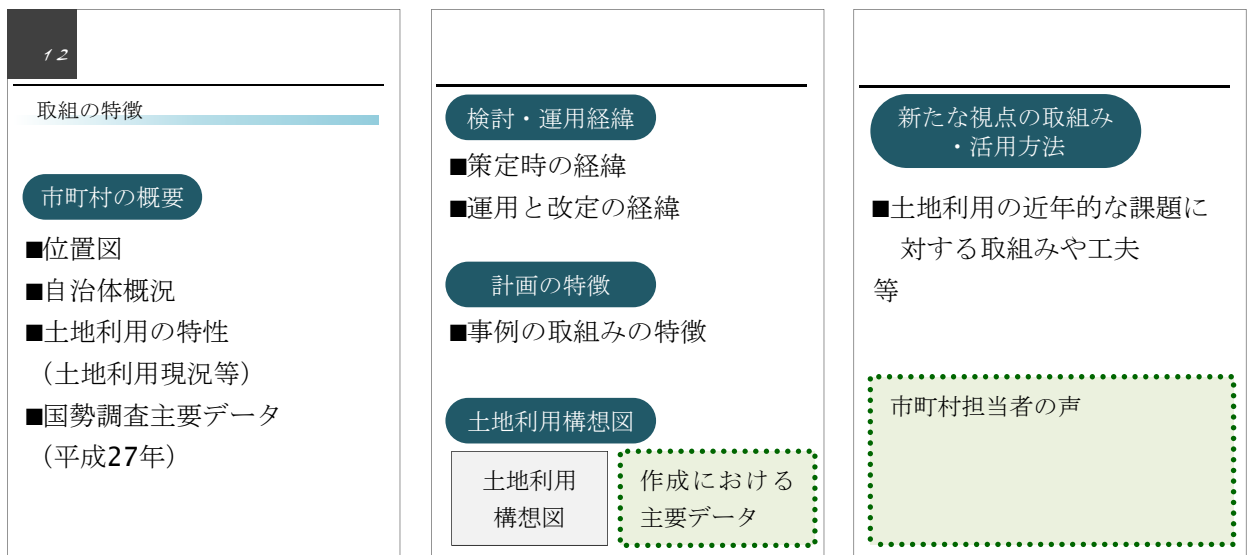 12
取組の特徴
市町村の概要
■位置図
■自治体概況
■土地利用の特性
（土地利用現況等）
■国勢調査主要データ
（平成27年）
検討・運用経緯
■策定時の経緯
■運用と改定の経緯
計画の特徴
■事例の取組みの特徴
土地利用構想図
土地利用
構想図
作成における
主要データ
新たな視点の取組み
・活用方法
■土地利用の近年的な課題に
対する取組みや工夫
等
市町村担当者の声